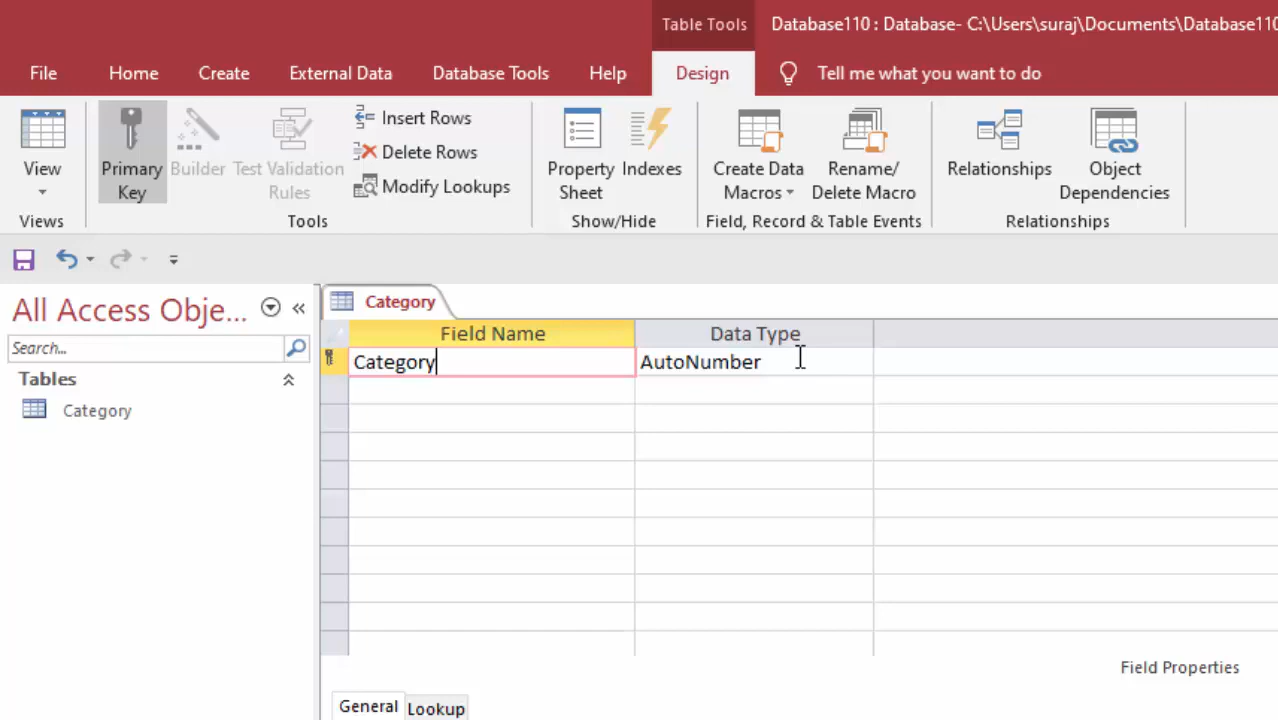 Table Tools
Database110 : Database- C:\Users\suraj\Documents\Database110
File Home Create External Data Database Tools Help Design Tell me what you want to do
View
Primary Key
Builder
Test Validation Rules
Insert Rows
Delete Rows
Modify Lookups
Property Sheet
Indexes
Create Data Macros
Rename/ Delete Macro
Relationships
Object Dependencies
Views Tools Show/Hide Field, Record & Table Events Relationships
All Access Obje...
Search...
Tables
Category
Category
Field Name Data Type
Category AutoNumber
Field Properties
General Lookup